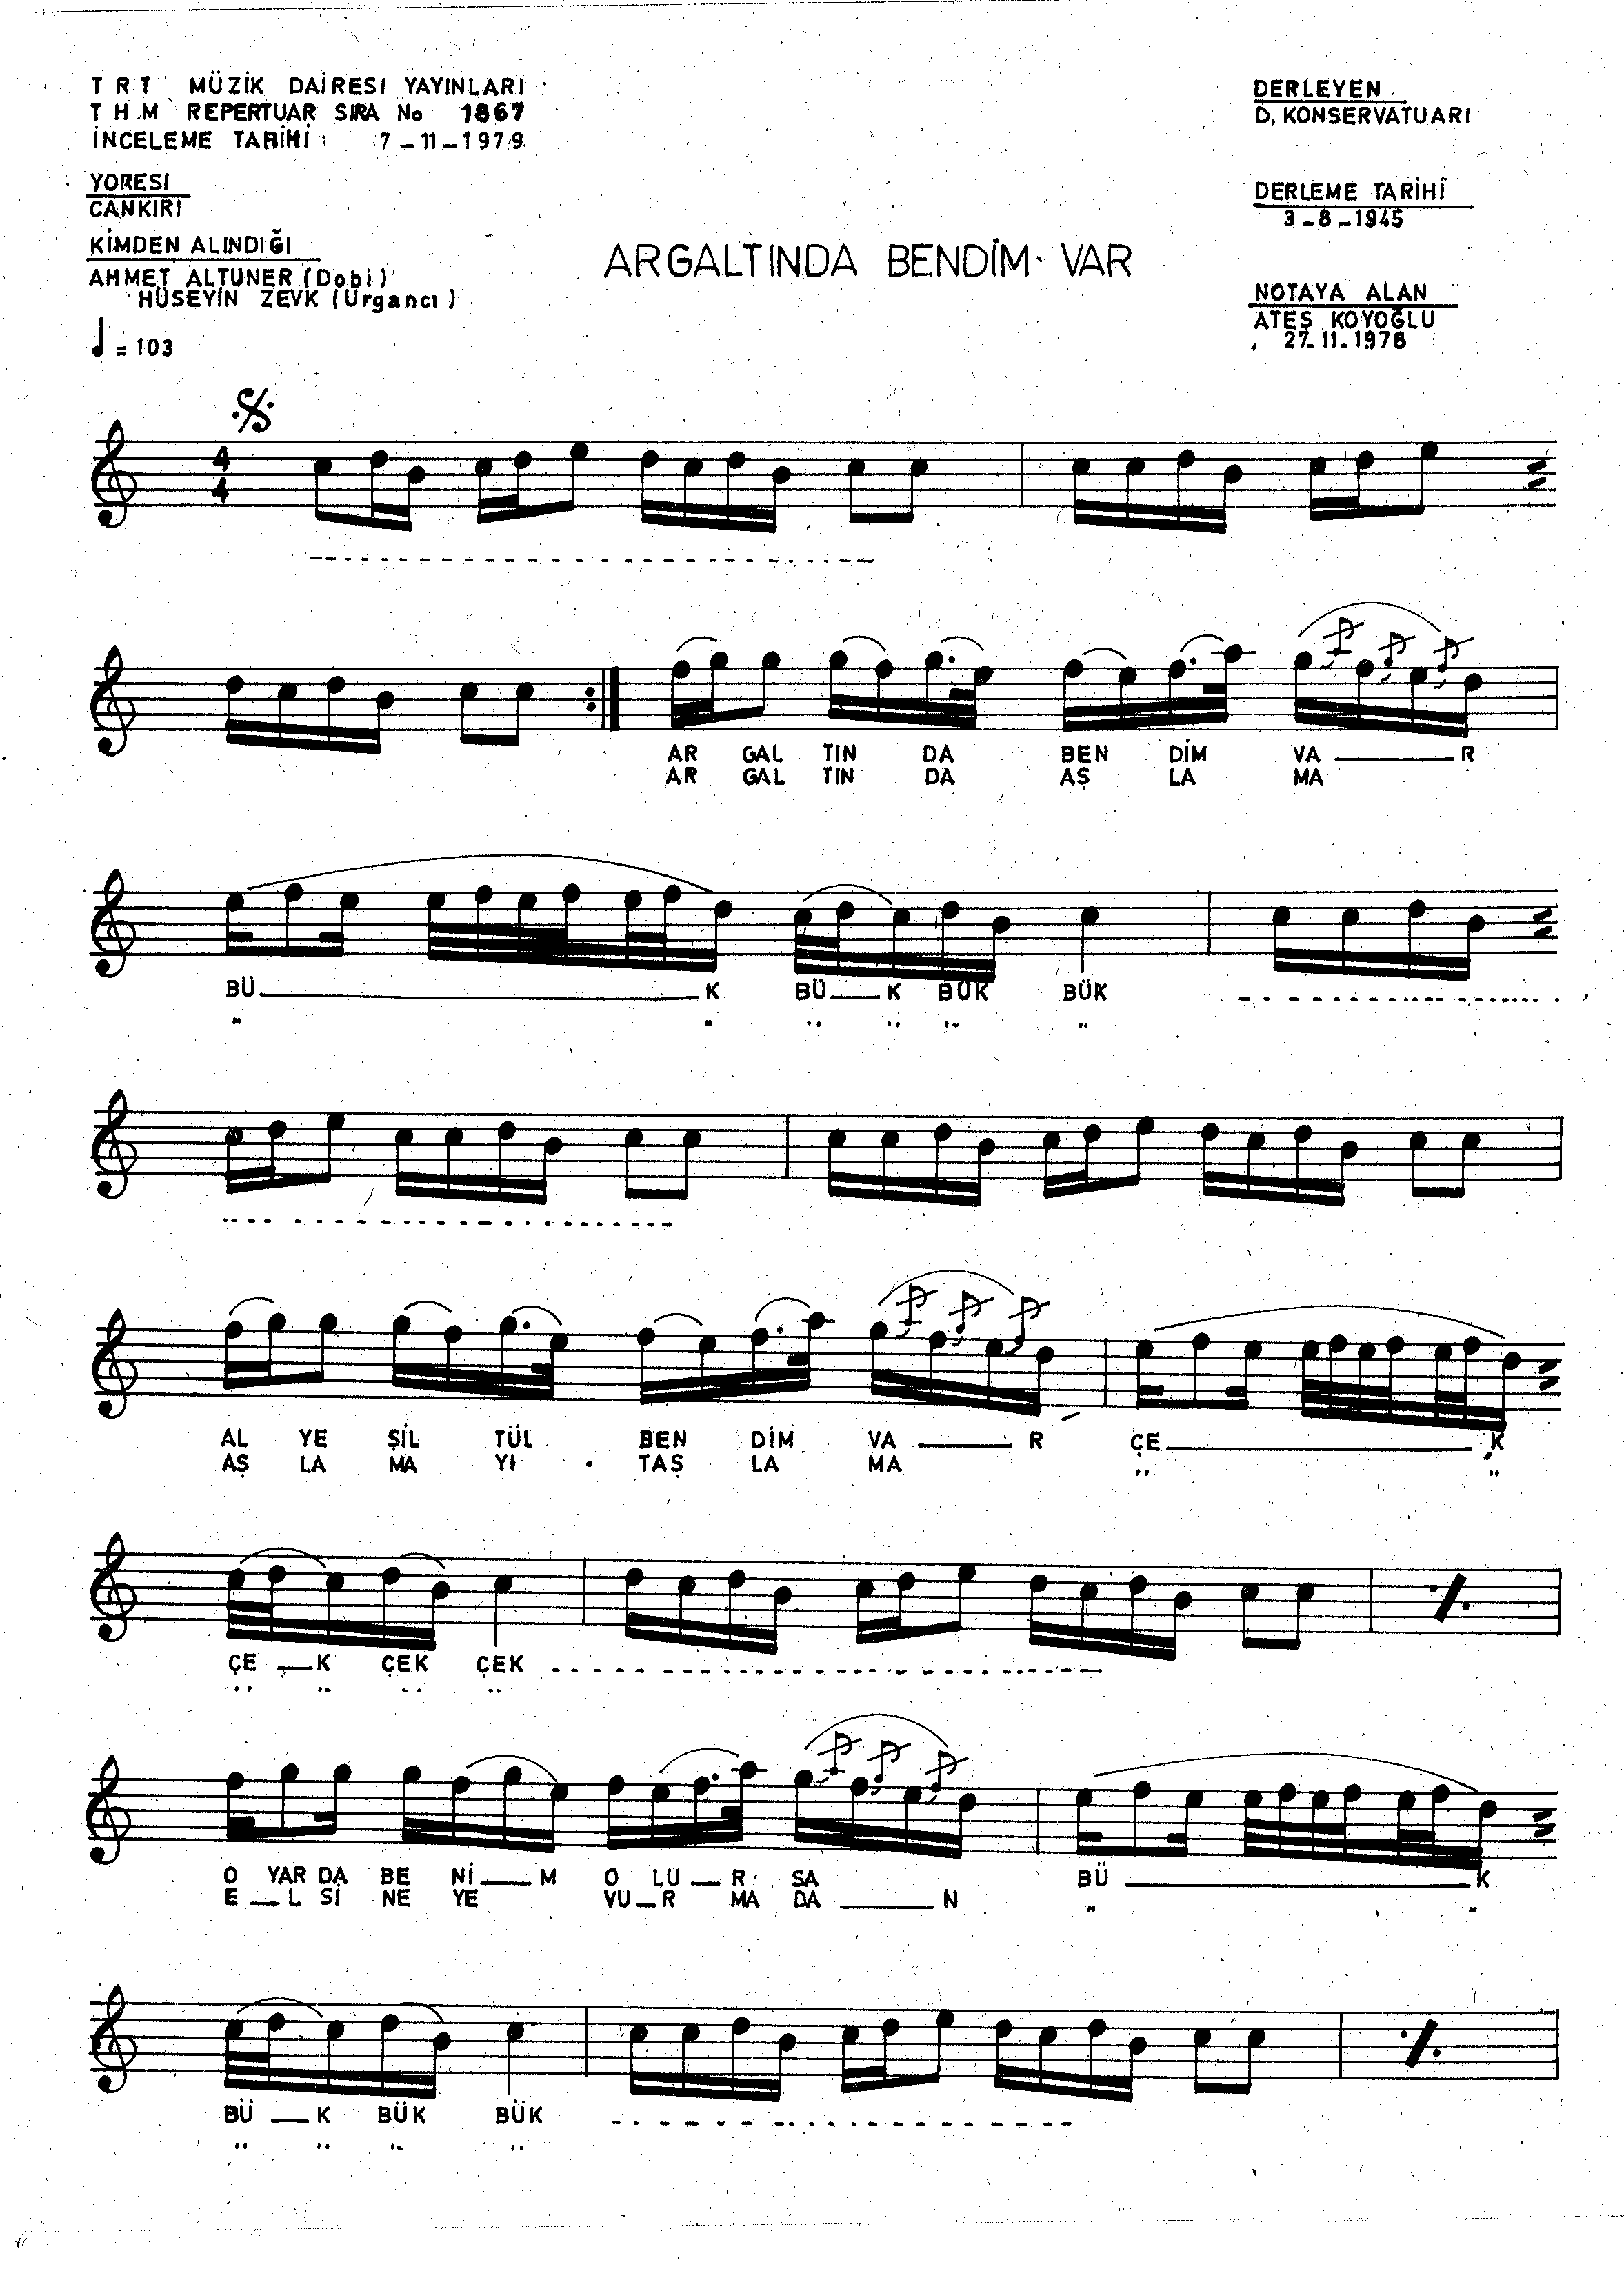 TRT MÜZİK DAİRESI YAYINLARI
THM REPERTUAR SIRA No 1867
İNCELEME TARİHİ: 7-11-1979
YORESI
CANKIRI
KİMDEN ALINDIĞI
AHMET ALTUNER (Dobi)
HÜSEYİN ZEVK (Urgancı)
= 103
ARGALTINDA BENDİM VAR
DERLEYEN
D. KONSERVATUARI
DERLEME TARİHİ
3-8-1945
NOTAYA ALAN
ATEŞ KOYOĞLU
27.11.1978
4
4
AR GAL TIN DA BEN DİM VA R
AR GAL TIN DA AŞ LA MA
BÜ K BÜ K BÜK BÜK
" " " " " "
AL YE ŞİL TÜL BEN DİM VA R ÇE K
AŞ LA MA YI TAŞ LA MA " "
ÇE K ÇEK ÇEK
" " " "
O YAR DA BE Nİ M O LU R SA BÜ K
E L Sİ NE YE VU R MA DA N " "
BÜ K BÜK BÜK
" " " "